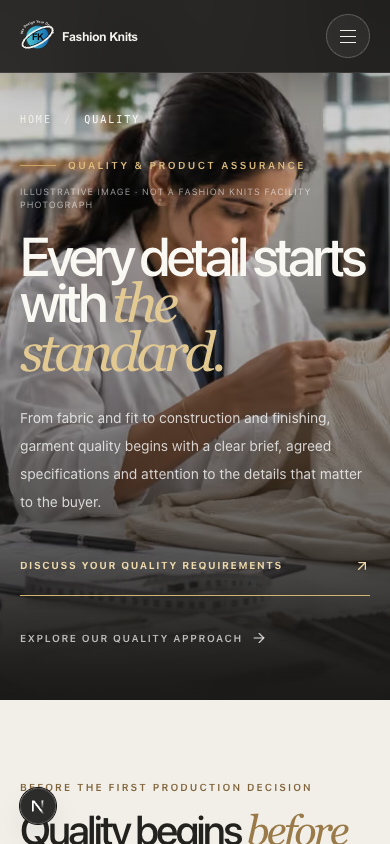 FK
Fashion Knits
HOME / QUALITY
QUALITY & PRODUCT ASSURANCE
ILLUSTRATIVE IMAGE · NOT A FASHION KNITS FACILITY
PHOTOGRAPH
Every detail starts
with the
standard.
From fabric and fit to construction and finishing,
garment quality begins with a clear brief, agreed
specifications and attention to the details that matter
to the buyer.
DISCUSS YOUR QUALITY REQUIREMENTS
EXPLORE OUR QUALITY APPROACH
BEFORE THE FIRST PRODUCTION DECISION
N
Quality begins before